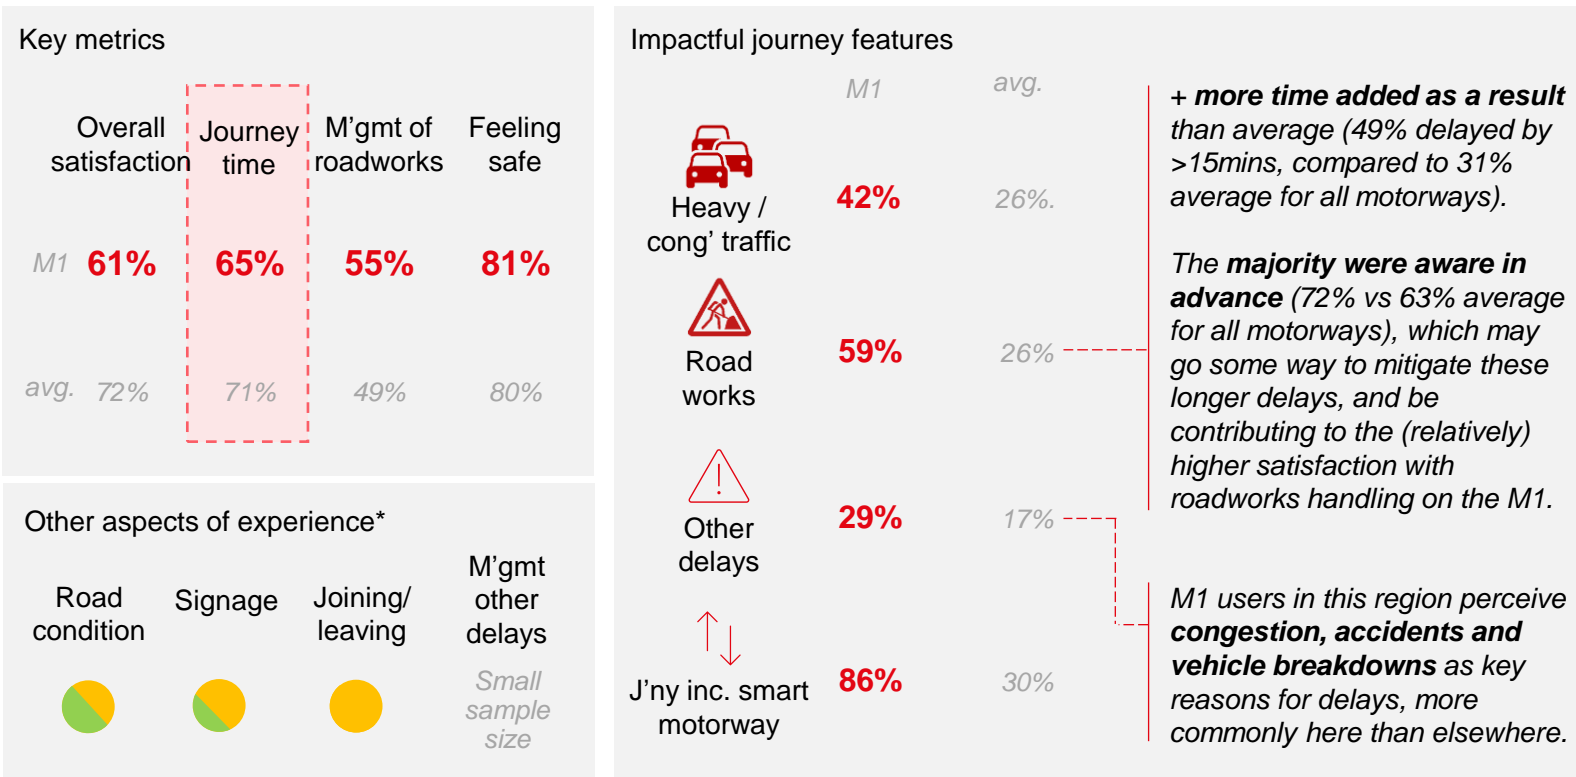 Key metrics
Overall satisfaction
Journey time
M'gmt of roadworks
Feeling safe
M1 61% 65% 55% 81%
avg. 72% 71% 49% 80%
Other aspects of experience*
Road condition
Signage
Joining/ leaving
M'gmt other delays
Small sample size
Impactful journey features
M1 avg.
Heavy / cong' traffic
42% 26%.
Road works
59% 26%
Other delays
29% 17%
J'ny inc. smart motorway
86% 30%
+ more time added as a result
than average (49% delayed by
>15mins, compared to 31%
average for all motorways).
The majority were aware in
advance (72% vs 63% average
for all motorways), which may
go some way to mitigate these
longer delays, and be
contributing to the (relatively)
higher satisfaction with
roadworks handling on the M1.
M1 users in this region perceive
congestion, accidents and
vehicle breakdowns as key
reasons for delays, more
commonly here than elsewhere.